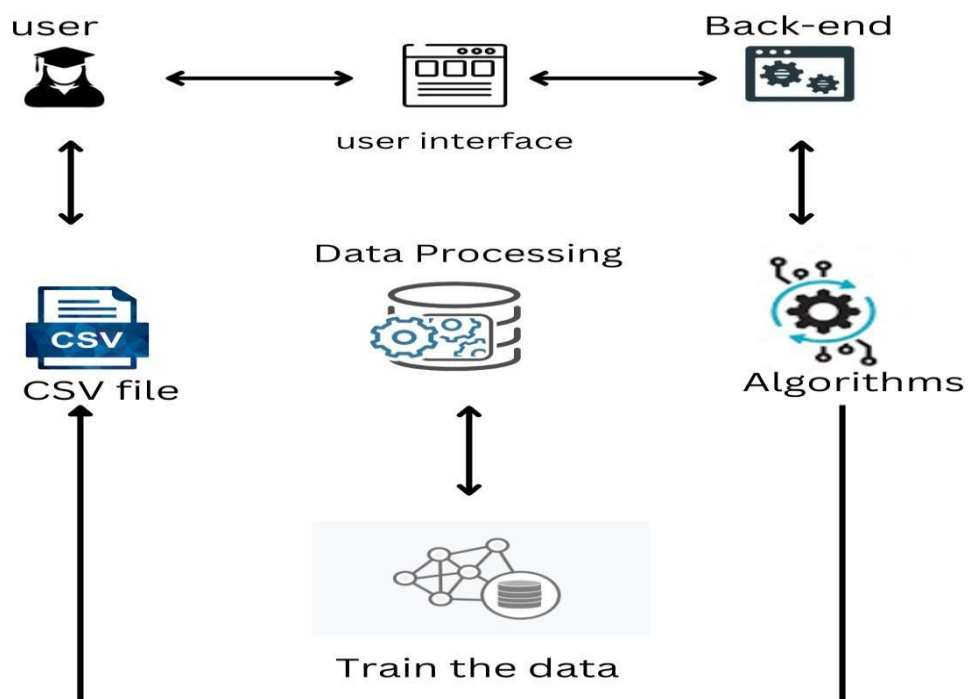 user
Back-end
user interface
Data Processing
CSV
CSV file
Algorithms
Train the data